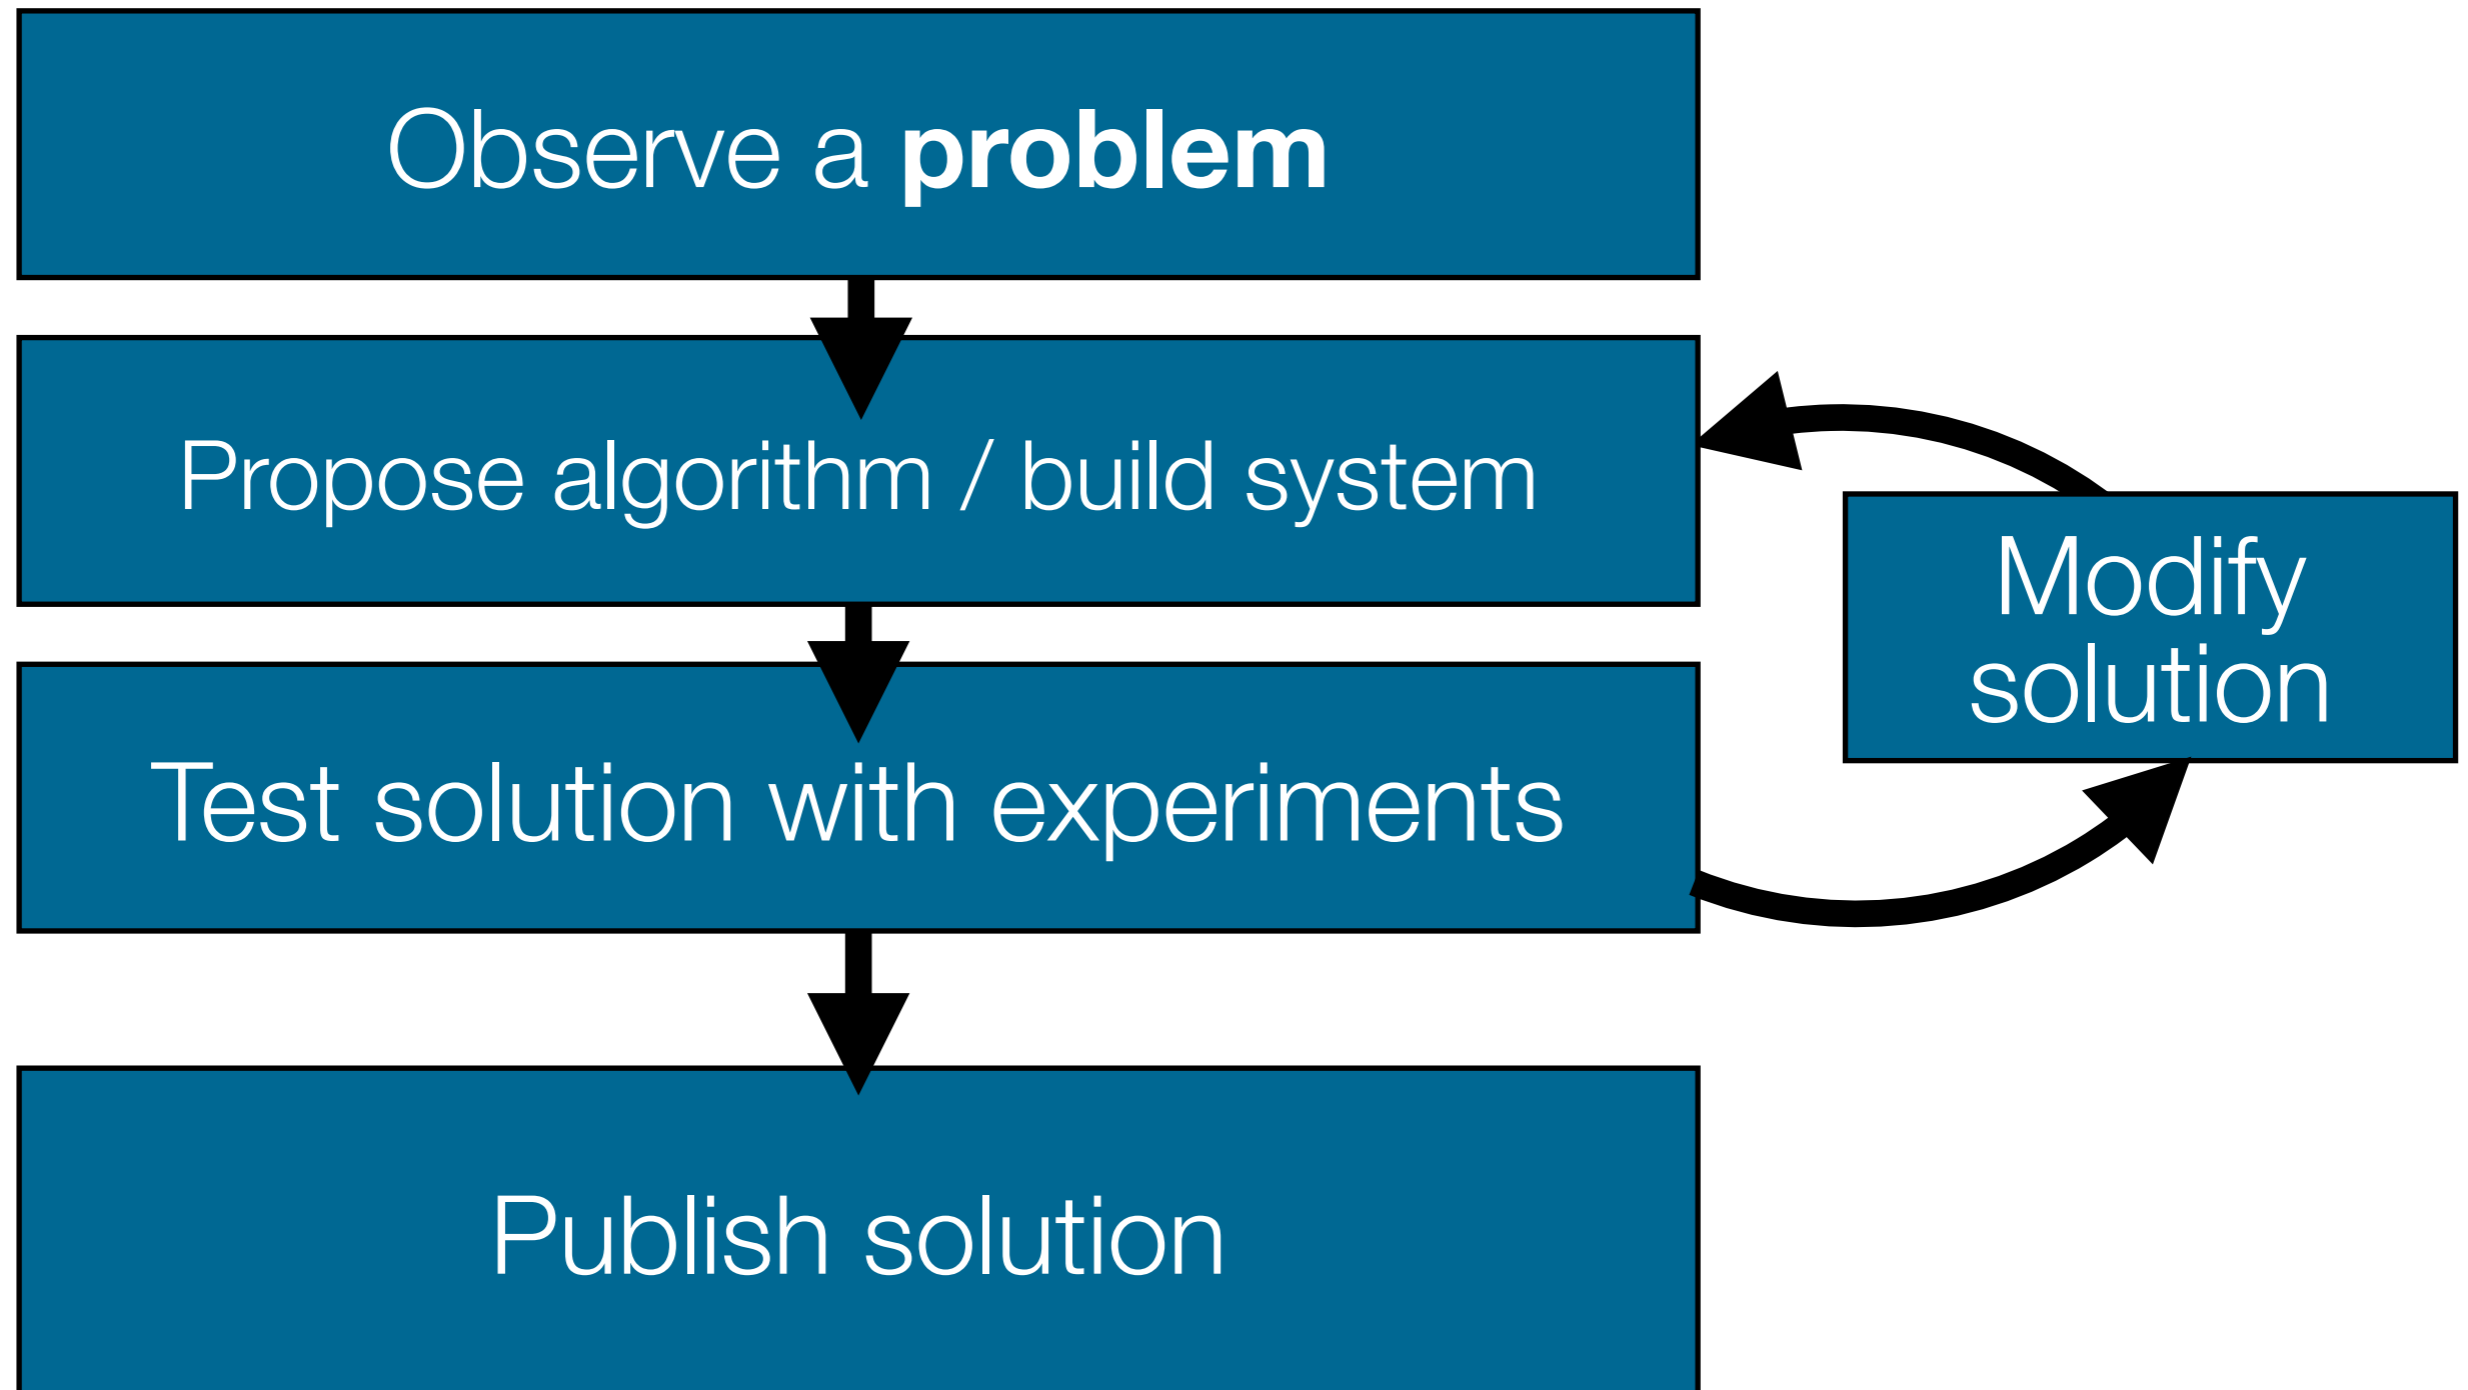 Observe a problem
Propose algorithm / build system
Modify
solution
Test solution with experiments
Publish solution